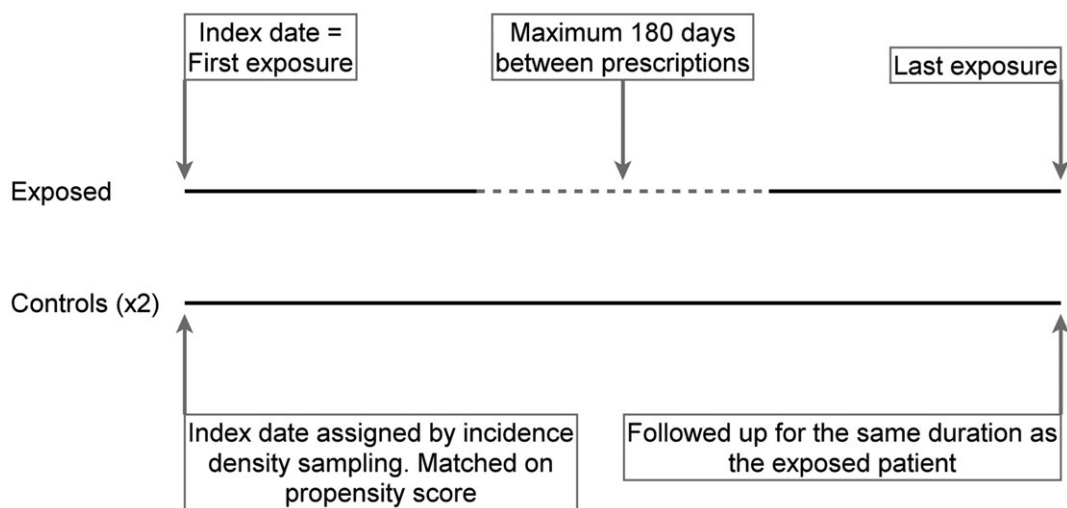 Index date =
First exposure
Maximum 180 days
between prescriptions
Last exposure
Exposed
Controls (x2)
Index date assigned by incidence
density sampling. Matched on
propensity score
Followed up for the same duration as
the exposed patient